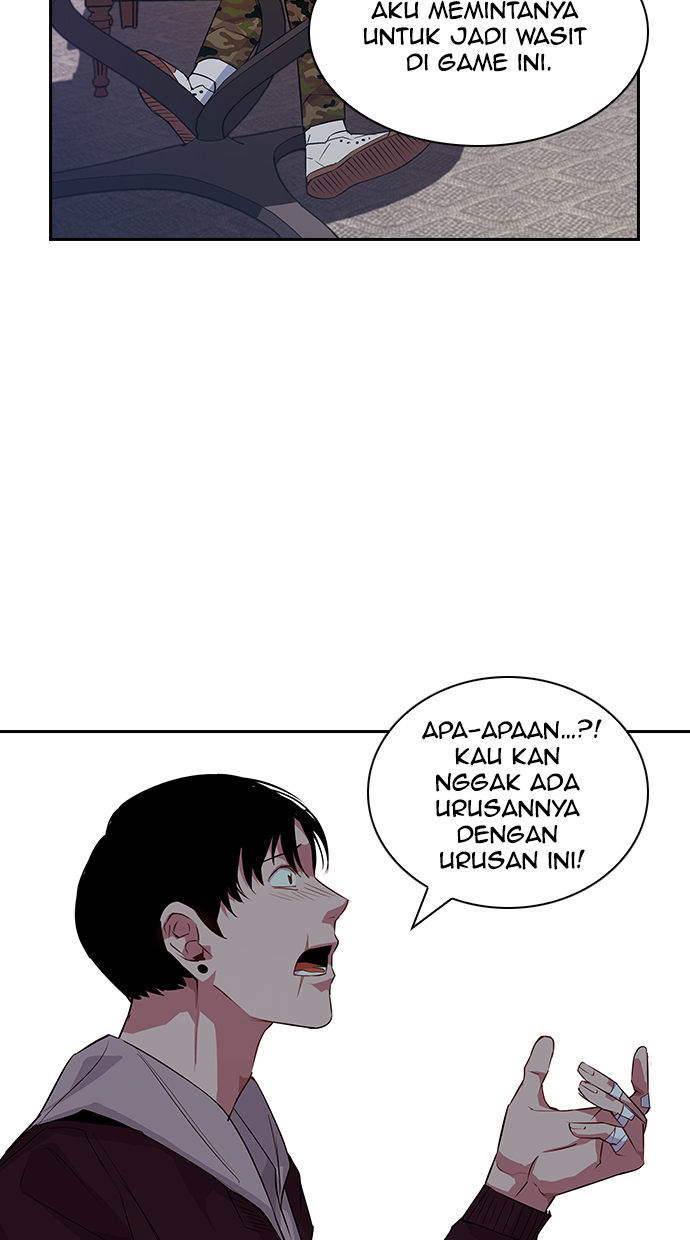 AKU MEMINTANYA
UNTUK JADI WASIT
DI GAME INI.
APA-APAAN...?!
KAU KAN
NGGAK ADA
URUSANNYA
DENGAN
URUSAN INI!